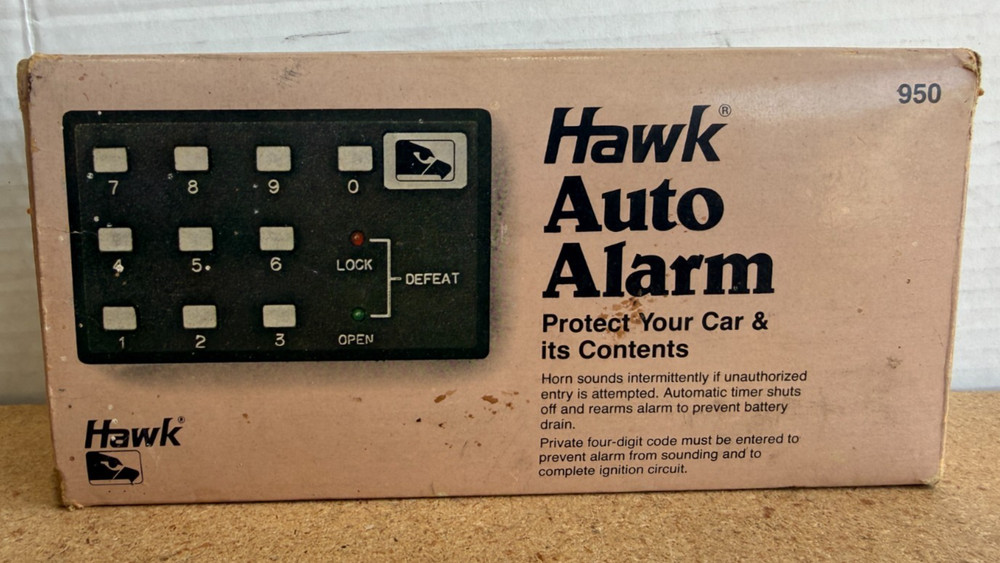 950
7 8 9 0
4 5 6
LOCK
DEFEAT
1 2 3
OPEN
Hawk®
Hawk®
Auto
Alarm
Protect Your Car &
its Contents
Horn sounds intermittently if unauthorized
entry is attempted. Automatic timer shuts
off and rearms alarm to prevent battery
drain.
Private four-digit code must be entered to
prevent alarm from sounding and to
complete ignition circuit.